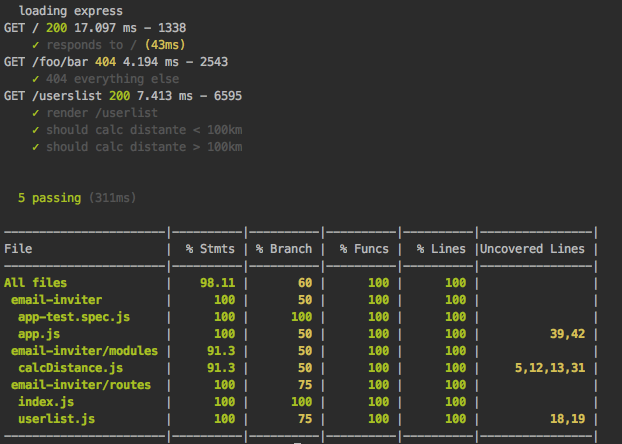 loading express
GET / 200 17.097 ms - 1338
✓ responds to / (43ms)
GET /foo/bar 404 4.194 ms - 2543
✓ 404 everything else
GET /userslist 200 7.413 ms - 6595
✓ render /userlist
✓ should calc distante < 100km
✓ should calc distante > 100km
5 passing (311ms)
-----------------------|----------|----------|----------|----------|----------------|
File | % Stmts | % Branch | % Funcs | % Lines |Uncovered Lines |
-----------------------|----------|----------|----------|----------|----------------|
All files | 98.11 | 60 | 100 | 100 | |
email-inviter | 100 | 50 | 100 | 100 | |
app-test.spec.js | 100 | 100 | 100 | 100 | |
app.js | 100 | 50 | 100 | 100 | 39,42 |
email-inviter/modules | 91.3 | 50 | 100 | 100 | |
calcDistance.js | 91.3 | 50 | 100 | 100 | 5,12,13,31 |
email-inviter/routes | 100 | 75 | 100 | 100 | |
index.js | 100 | 100 | 100 | 100 | |
userlist.js | 100 | 75 | 100 | 100 | 18,19 |
-----------------------|----------|----------|----------|----------|----------------|